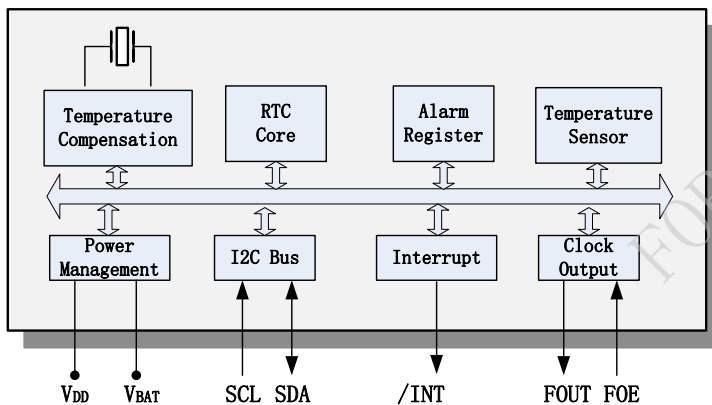 Temperature
Compensation
RTC
Core
Alarm
Register
Temperature
Sensor
Power
Management
I2C Bus
Interrupt
Clock
Output
VDD
VBAT
SCL SDA
/INT
FOUT FOE